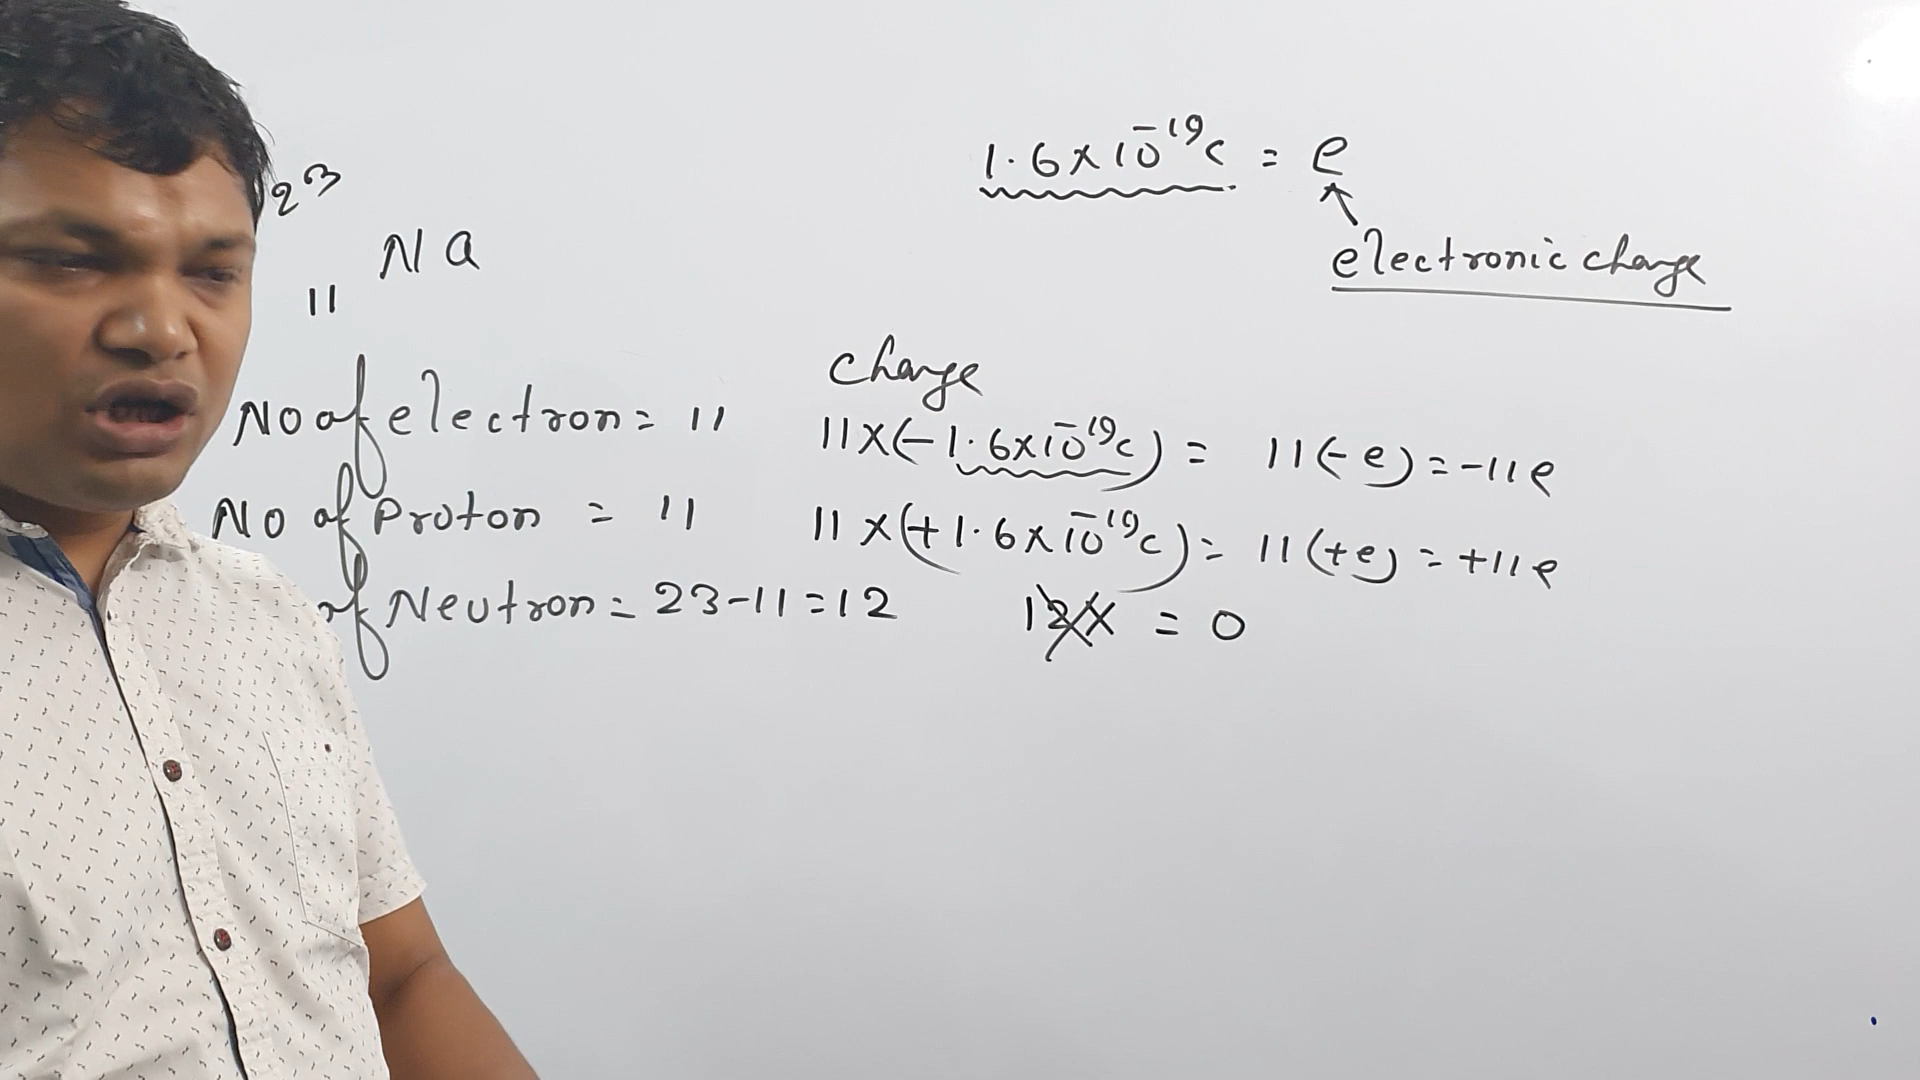 1.6x10⁻¹⁹c = e
electronic charge
23
Na
11
charge
No of electron = 11 11x(-1.6x10⁻¹⁹c) = 11(-e) = -11e
No of Proton = 11 11x(+1.6x10⁻¹⁹c) = 11(+e) = +11e
of Neutron = 23-11=12 12x = 0